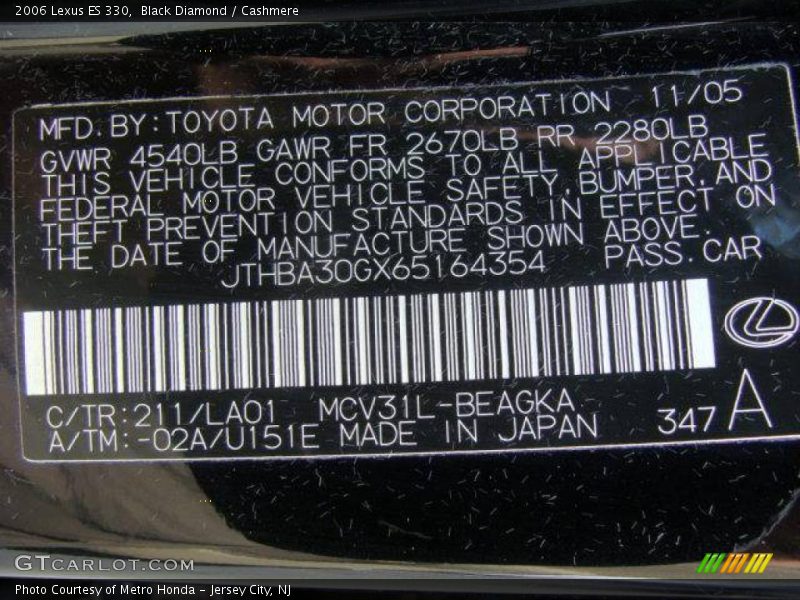 2006 Lexus ES 330, Black Diamond / Cashmere
MFD. BY: TOYOTA MOTOR CORPORATION 11/05
GVWR 4540LB GAWR FR 2670LB RR 2280LB
THIS VEHICLE CONFORMS TO ALL APPLICABLE
FEDERAL MOTOR VEHICLE SAFETY, BUMPER, AND
THEFT PREVENTION STANDARDS IN EFFECT ON
THE DATE OF MANUFACTURE SHOWN ABOVE.
JTHBA30GX65164354 PASS. CAR
C/TR: 211/LA01 MCV31L-BEAGKA
A/TM: -02A/U151E MADE IN JAPAN 347 A
GTCARLOT.COM
Photo Courtesy of Metro Honda - Jersey City, NJ